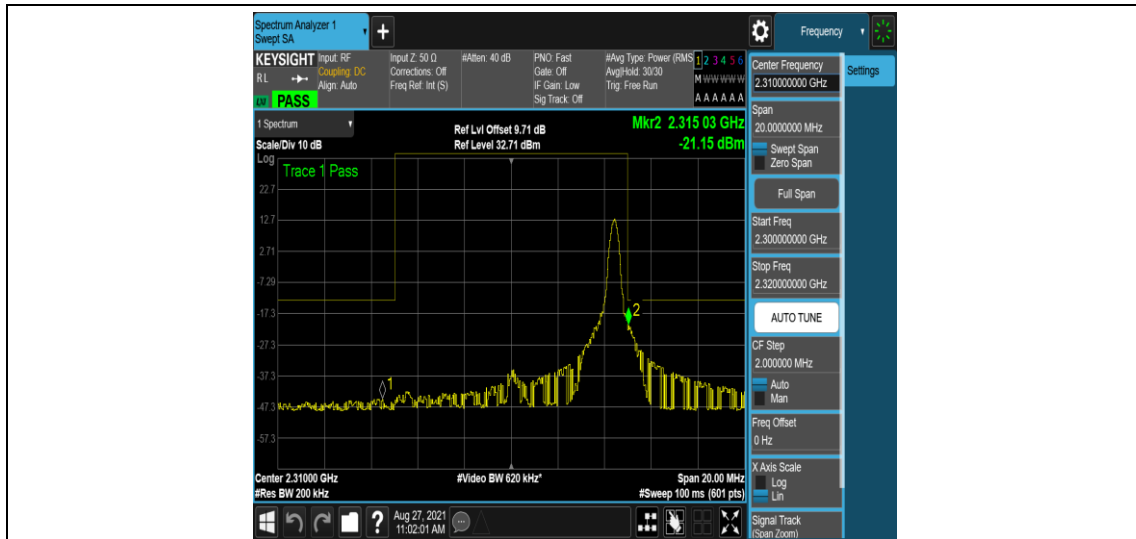 Spectrum Analyzer 1
Swept SA
+
Frequency
KEYSIGHT
RL
LXI PASS
Input: RF
Coupling: DC
Align: Auto
Input Z: 50 Ω
Corrections: Off
Freq Ref: Int (S)
#Atten: 40 dB
PNO: Fast
Gate: Off
IF Gain: Low
Sig Track: Off
#Avg Type: Power (RMS
Avg|Hold: 30/30
Trig: Free Run
1 2 3 4 5 6
M W W W W W
A A A A A A
1 Spectrum
Scale/Div 10 dB
Ref Lvl Offset 9.71 dB
Ref Level 32.71 dBm
Mkr2 2.315 03 GHz
-21.15 dBm
Log
Trace 1 Pass
22.7
12.7
2.71
-7.29
-17.3
-27.3
-37.3
-47.3
-57.3
1
2
Center 2.31000 GHz
#Res BW 200 kHz
#Video BW 620 kHz*
Span 20.00 MHz
#Sweep 100 ms (601 pts)
Center Frequency
2.310000000 GHz
Settings
Span
20.0000000 MHz
Swept Span
Zero Span
Full Span
Start Freq
2.300000000 GHz
Stop Freq
2.320000000 GHz
AUTO TUNE
CF Step
2.000000 MHz
Auto
Man
Freq Offset
0 Hz
X Axis Scale
Log
Lin
Signal Track
(Span Zoom)
?
Aug 27, 2021
11:02:01 AM